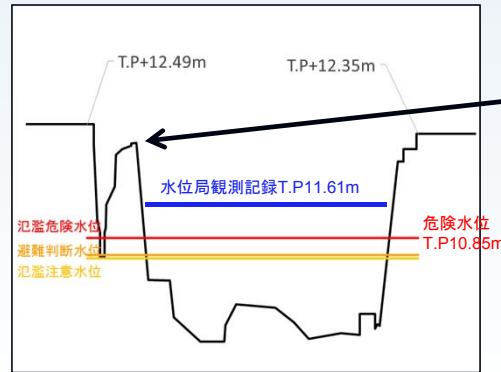 T.P+12.49m
T.P+12.35m
水位局観測記録T.P11.61m
氾濫危険水位
避難判断水位
氾濫注意水位
危険水位
T.P10.85m